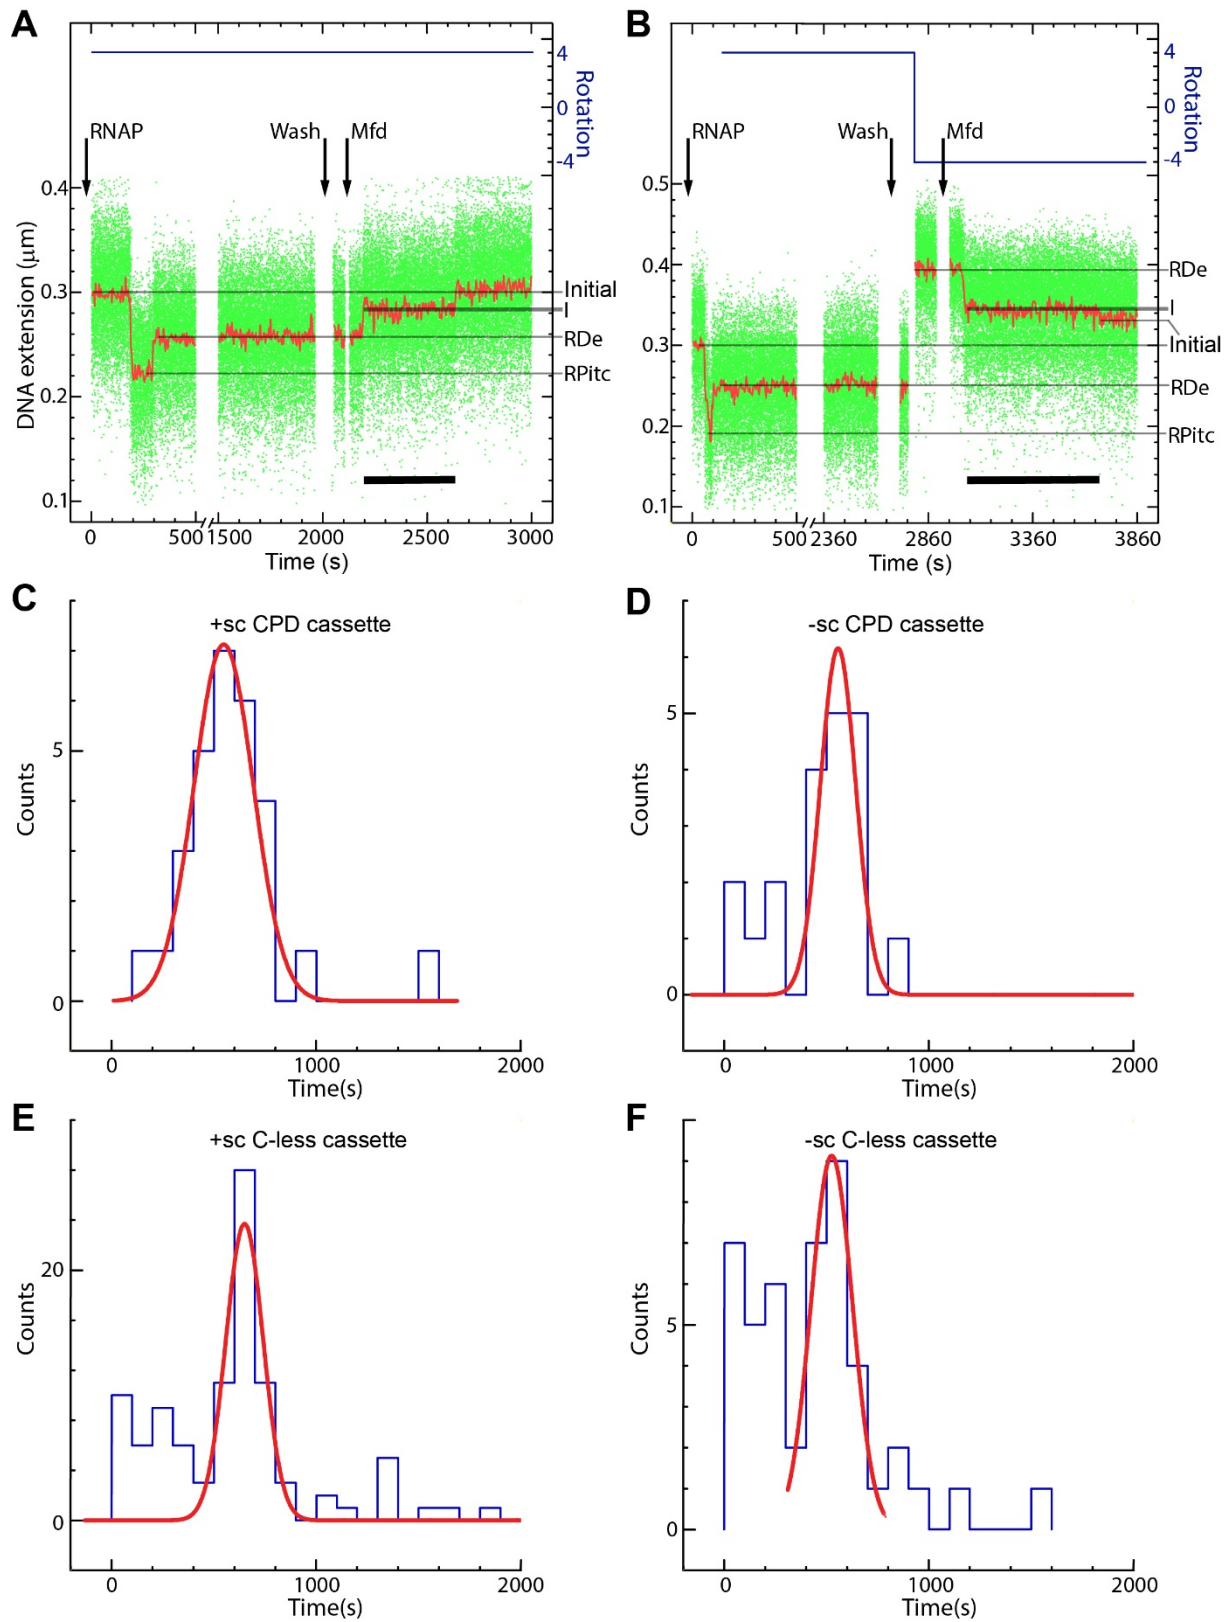 A
B
4
0
-4
Rotation
RNAP
Wash
Mfd
0.4
0.3
0.2
0.1
DNA extension (μm)
Initial
I
RDe
RPitc
0
500
1500
2000
2500
3000
Time (s)
4
0
-4
Rotation
RNAP
Wash
Mfd
0.5
0.4
0.3
0.2
0.1
RDe
I
Initial
RDe
RPitc
0
500
2360
2860
3360
3860
Time (s)
C
+sc CPD cassette
5
0
Counts
0
1000
2000
Time(s)
D
-sc CPD cassette
5
0
Counts
0
1000
2000
Time(s)
E
+sc C-less cassette
20
0
Counts
0
1000
2000
Time(s)
F
-sc C-less cassette
5
0
Counts
0
1000
2000
Time(s)